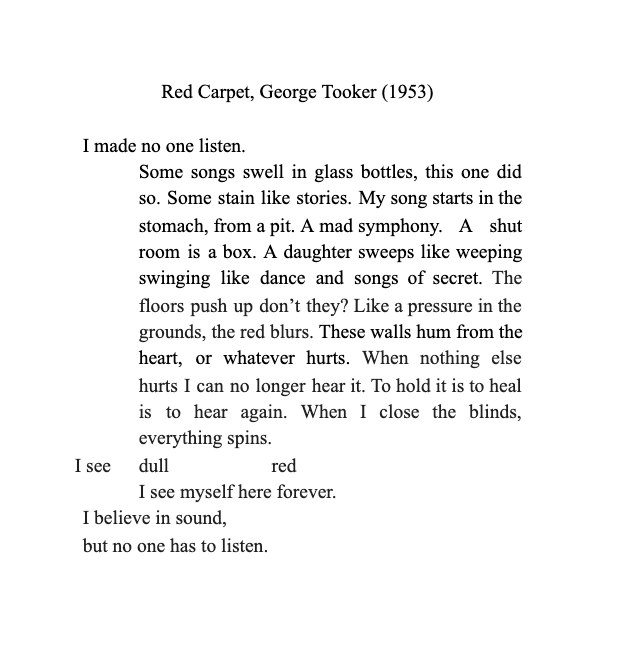 Red Carpet, George Tooker (1953)
I made no one listen.
Some songs swell in glass bottles, this one did
so. Some stain like stories. My song starts in the
stomach, from a pit. A mad symphony. A shut
room is a box. A daughter sweeps like weeping
swinging like dance and songs of secret. The
floors push up don’t they? Like a pressure in the
grounds, the red blurs. These walls hum from the
heart, or whatever hurts. When nothing else
hurts I can no longer hear it. To hold it is to heal
is to hear again. When I close the blinds,
everything spins.
I see dull red
I see myself here forever.
I believe in sound,
but no one has to listen.